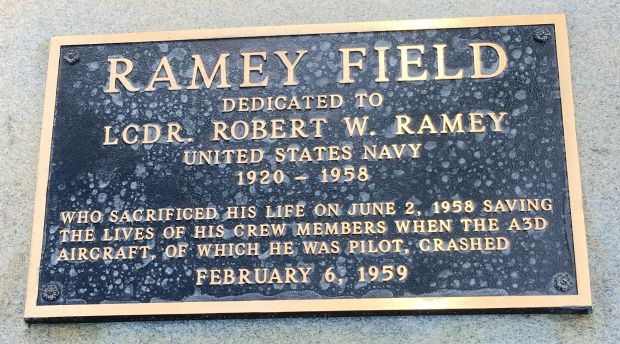 RAMEY FIELD
DEDICATED TO
LCDR. ROBERT W. RAMEY
UNITED STATES NAVY
1920 – 1958
WHO SACRIFICED HIS LIFE ON JUNE 2, 1958 SAVING
THE LIVES OF HIS CREW MEMBERS WHEN THE A3D
AIRCRAFT, OF WHICH HE WAS PILOT, CRASHED
FEBRUARY 6, 1959